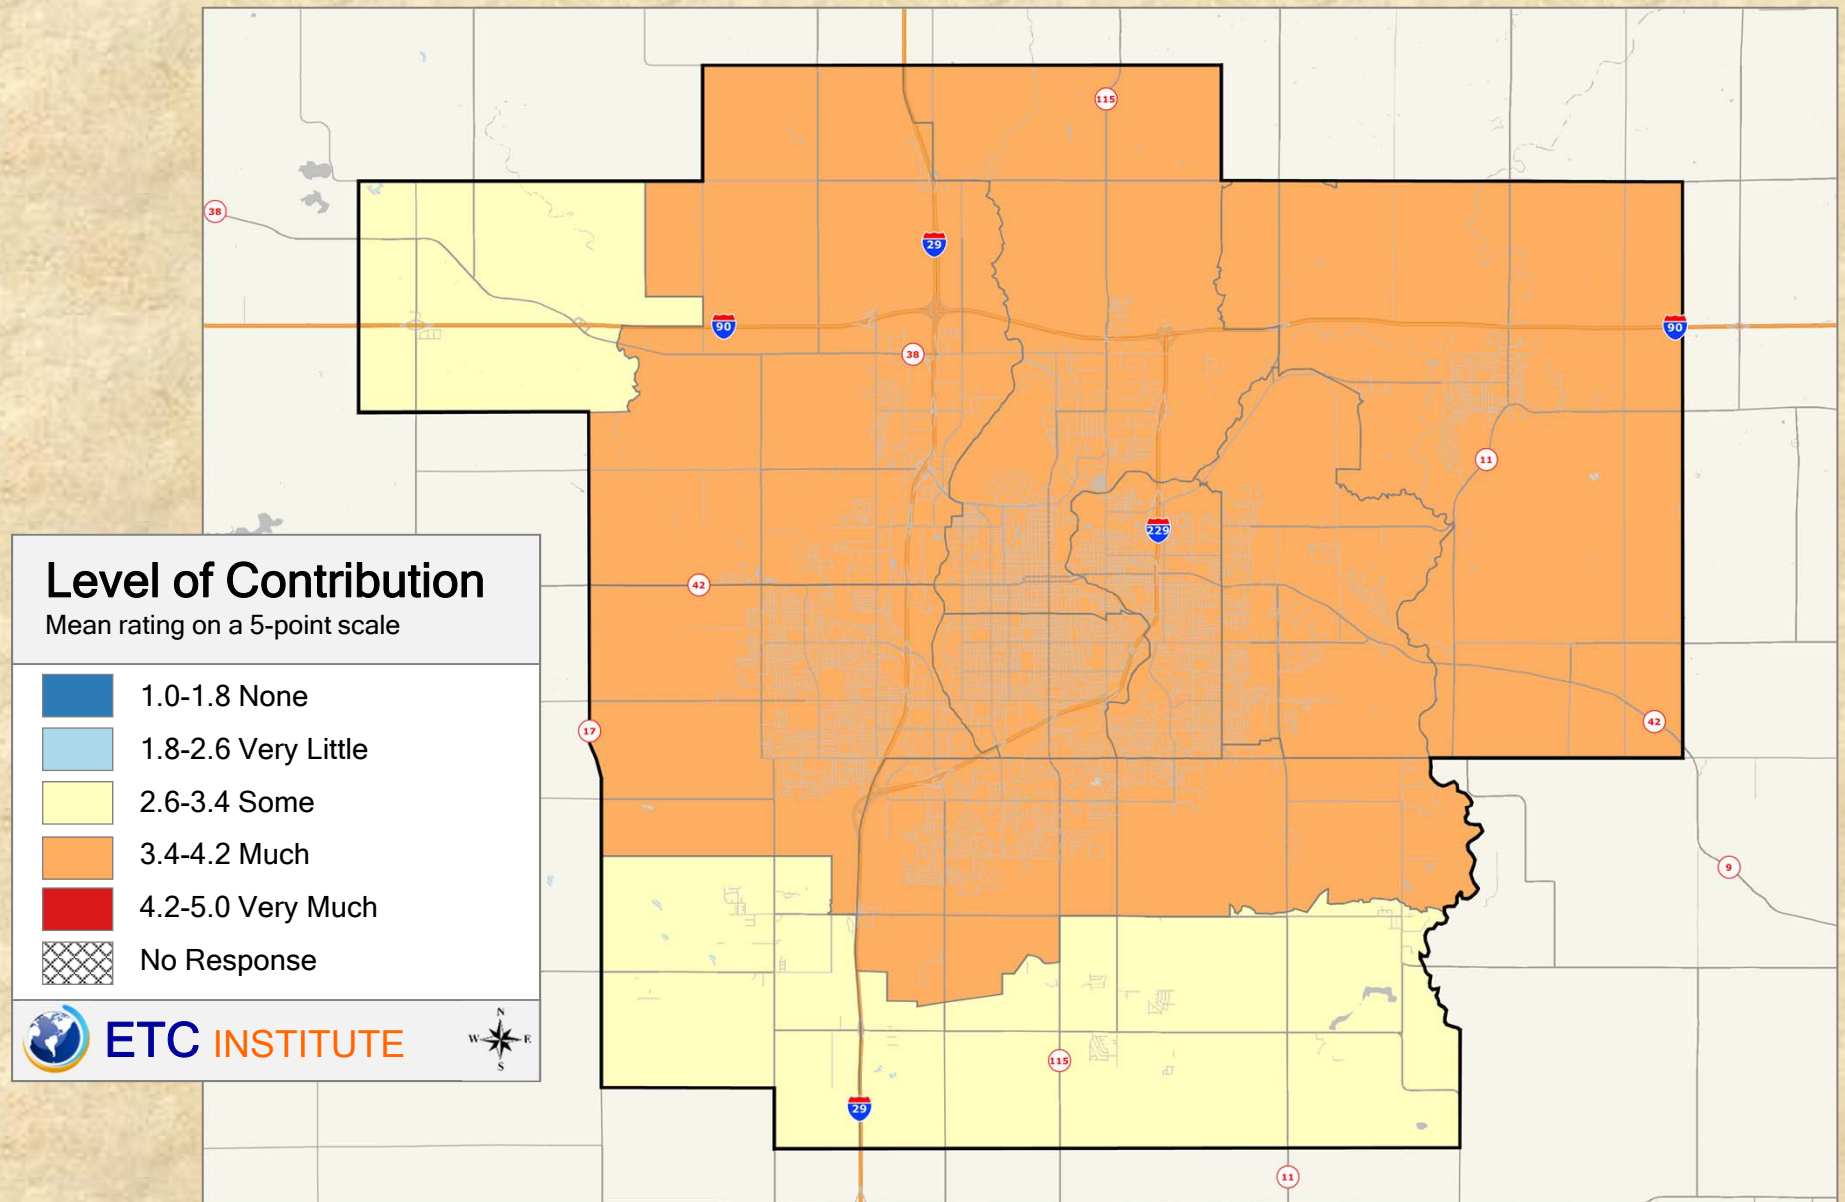 115
38
29
90
90
38
11
229
42
17
42
9
115
29
11
Level of Contribution
Mean rating on a 5-point scale
1.0-1.8 None
1.8-2.6 Very Little
2.6-3.4 Some
3.4-4.2 Much
4.2-5.0 Very Much
No Response
ETC INSTITUTE
N
W E
S